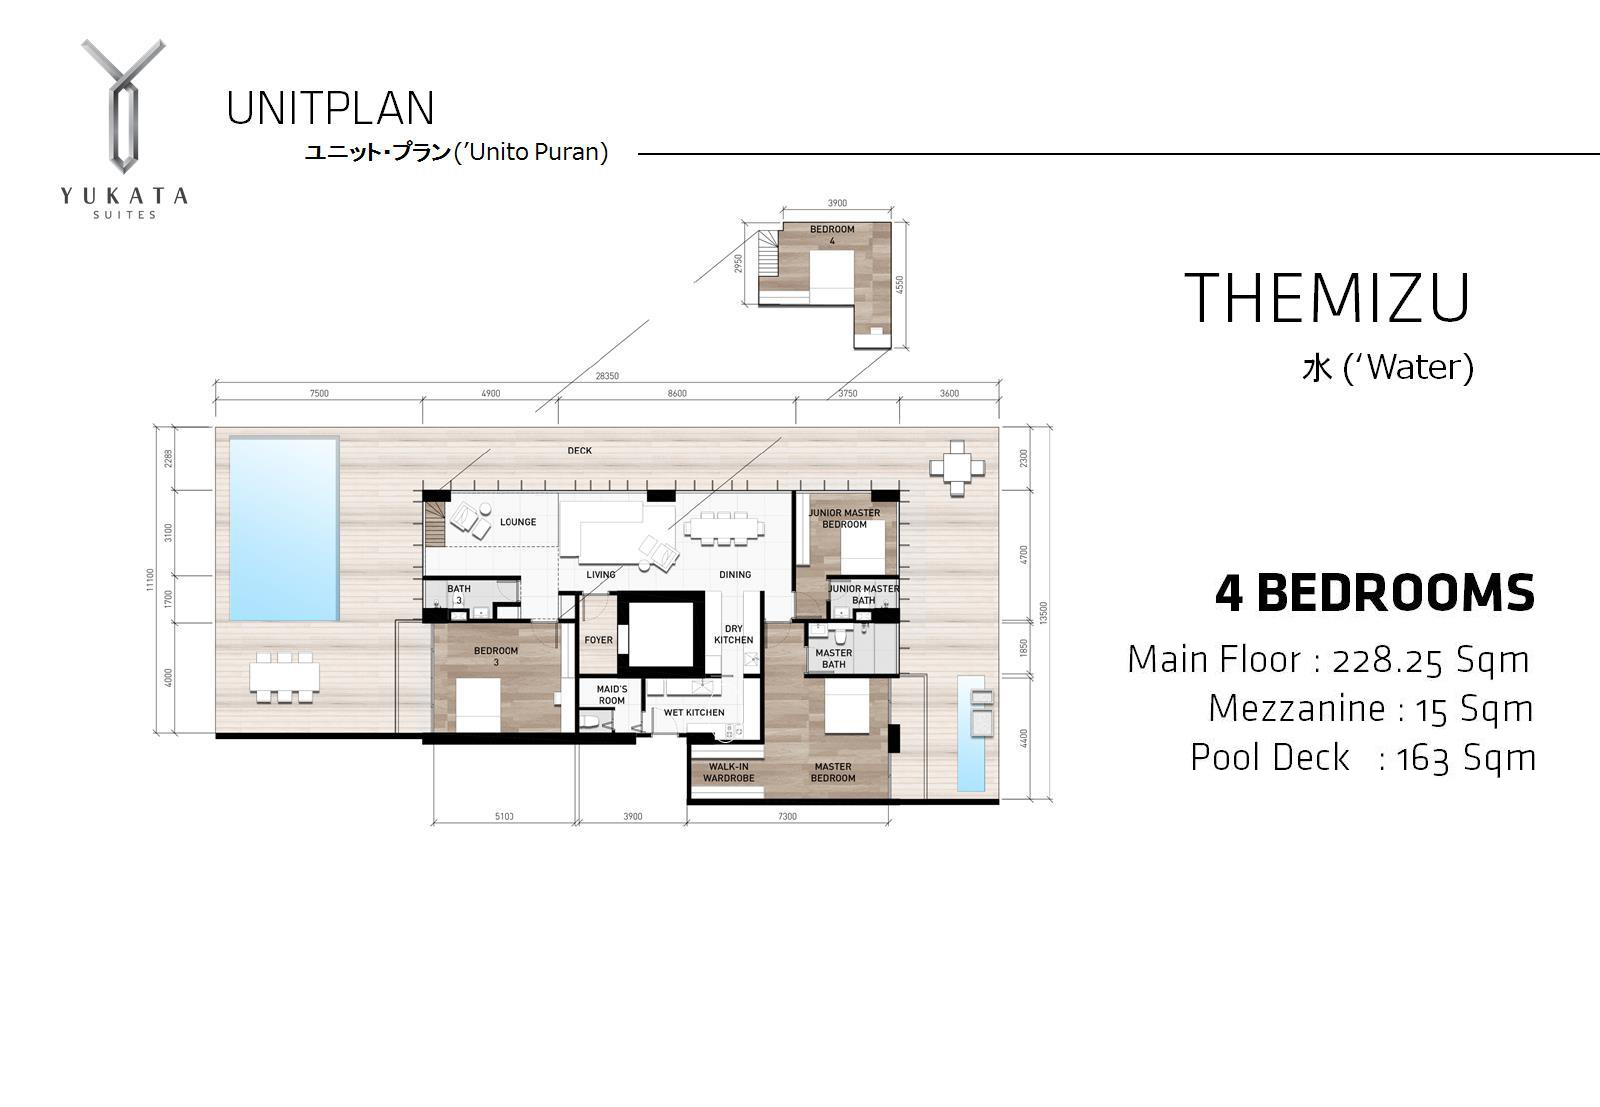 YUKATA
SUITES
UNITPLAN
ユニット・プラン(’Unito Puran)
THEMIZU
水 (‘Water)
4 BEDROOMS
Main Floor : 228.25 Sqm
Mezzanine : 15 Sqm
Pool Deck : 163 Sqm
3900
BEDROOM
4
2950
4550
28350
7500
4900
8600
3750
3600
DECK
2288
3100
1700
4000
11100
2300
4700
1850
4400
13500
LOUNGE
LIVING
DINING
JUNIOR MASTER
BEDROOM
BATH
3
JUNIOR MASTER
BATH
FOYER
DRY
KITCHEN
BEDROOM
3
MASTER
BATH
MAID'S
ROOM
WET KITCHEN
WALK-IN
WARDROBE
MASTER
BEDROOM
5103
3900
7300